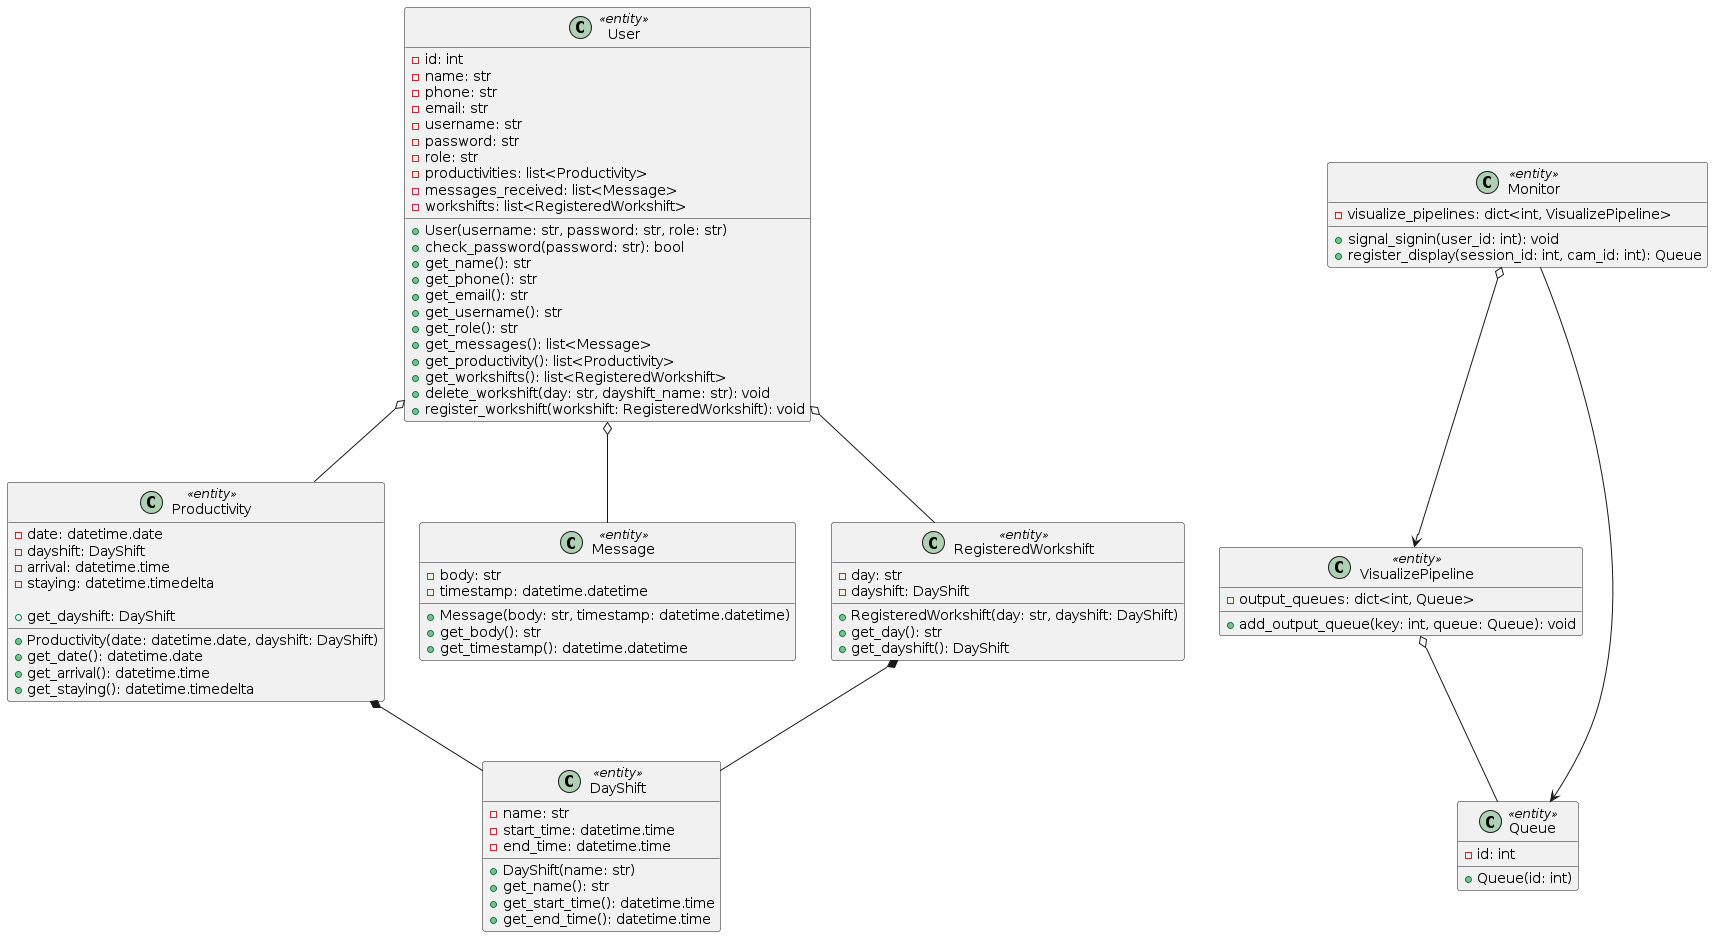 «entity»
User
id: int
name: str
phone: str
email: str
username: str
password: str
role: str
productivities: list<Productivity>
messages_received: list<Message>
workshifts: list<RegisteredWorkshift>
User(username: str, password: str, role: str)
check_password(password: str): bool
get_name(): str
get_phone(): str
get_email(): str
get_username(): str
get_role(): str
get_messages(): list<Message>
get_productivity(): list<Productivity>
get_workshifts(): list<RegisteredWorkshift>
delete_workshift(day: str, dayshift_name: str): void
register_workshift(workshift: RegisteredWorkshift): void
«entity»
Monitor
visualize_pipelines: dict<int, VisualizePipeline>
signal_signin(user_id: int): void
register_display(session_id: int, cam_id: int): Queue
«entity»
Productivity
date: datetime.date
dayshift: DayShift
arrival: datetime.time
staying: datetime.timedelta
get_dayshift: DayShift
Productivity(date: datetime.date, dayshift: DayShift)
get_date(): datetime.date
get_arrival(): datetime.time
get_staying(): datetime.timedelta
«entity»
Message
body: str
timestamp: datetime.datetime
Message(body: str, timestamp: datetime.datetime)
get_body(): str
get_timestamp(): datetime.datetime
«entity»
RegisteredWorkshift
day: str
dayshift: DayShift
RegisteredWorkshift(day: str, dayshift: DayShift)
get_day(): str
get_dayshift(): DayShift
«entity»
VisualizePipeline
output_queues: dict<int, Queue>
add_output_queue(key: int, queue: Queue): void
«entity»
DayShift
name: str
start_time: datetime.time
end_time: datetime.time
DayShift(name: str)
get_name(): str
get_start_time(): datetime.time
get_end_time(): datetime.time
«entity»
Queue
id: int
Queue(id: int)